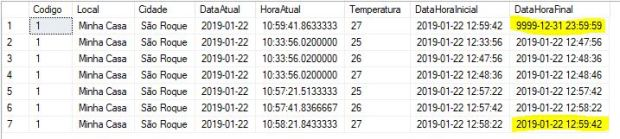 Codigo Local Cidade DataAtual HoraAtual Temperatura DataHoraInicial DataHoraFinal
1 1 Minha Casa São Roque 2019-01-22 10:59:41.8633333 27 2019-01-22 12:59:42 9999-12-31 23:59:59
2 1 Minha Casa São Roque 2019-01-22 10:33:56.0200000 25 2019-01-22 12:33:56 2019-01-22 12:47:56
3 1 Minha Casa São Roque 2019-01-22 10:33:56.0200000 26 2019-01-22 12:47:56 2019-01-22 12:48:36
4 1 Minha Casa São Roque 2019-01-22 10:33:56.0200000 27 2019-01-22 12:48:36 2019-01-22 12:48:46
5 1 Minha Casa São Roque 2019-01-22 10:57:21.5133333 25 2019-01-22 12:57:22 2019-01-22 12:57:42
6 1 Minha Casa São Roque 2019-01-22 10:57:41.8366667 26 2019-01-22 12:57:42 2019-01-22 12:58:22
7 1 Minha Casa São Roque 2019-01-22 10:58:21.8433333 27 2019-01-22 12:58:22 2019-01-22 12:59:42